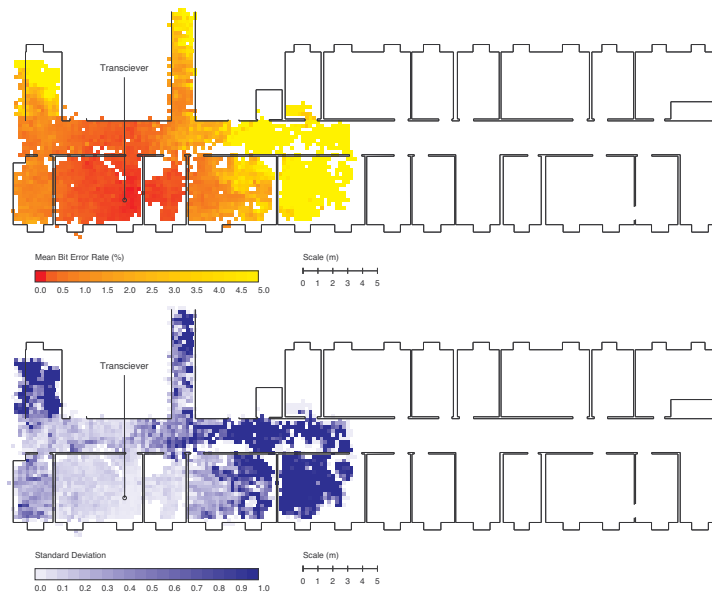 Transciever
Mean Bit Error Rate (%)
0.0 0.5 1.0 1.5 2.0 2.5 3.0 3.5 4.0 4.5 5.0
Scale (m)
0 1 2 3 4 5
Transciever
Standard Deviation
0.0 0.1 0.2 0.3 0.4 0.5 0.6 0.7 0.8 0.9 1.0
Scale (m)
0 1 2 3 4 5